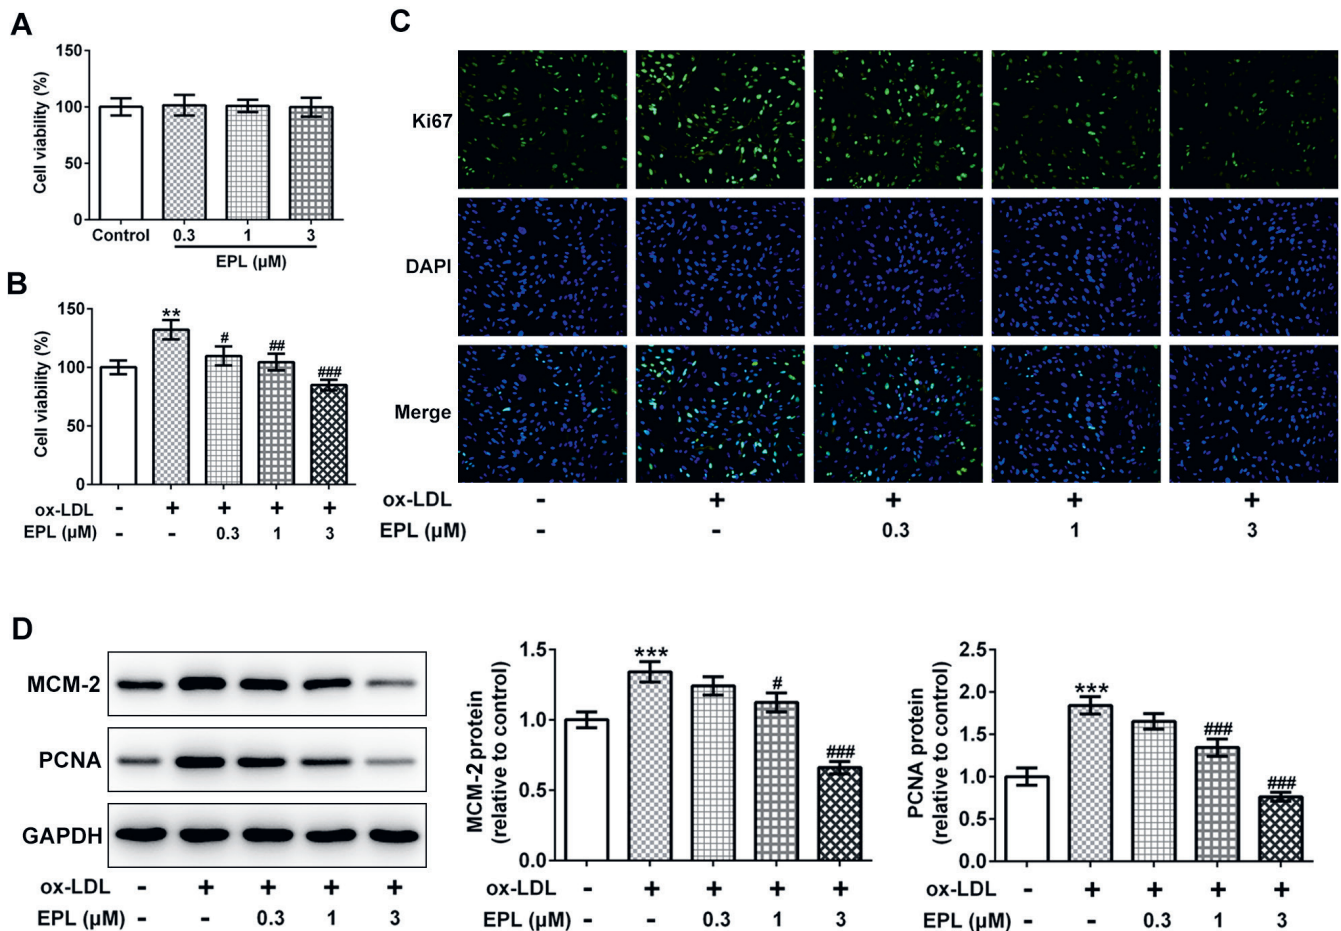 A
Cell viability (%)
150
100
50
0
Control 0.3 1 3
EPL (μM)
B
Cell viability (%)
150
100
50
0
** # ## ###
ox-LDL - + + + +
EPL (μM) - - 0.3 1 3
C
Ki67
DAPI
Merge
ox-LDL - + + + +
EPL (μM) - - 0.3 1 3
D
MCM-2
PCNA
GAPDH
ox-LDL - + + + +
EPL (μM) - - 0.3 1 3
MCM-2 protein
(relative to control)
1.5
1.0
0.5
0.0
*** # ###
ox-LDL - + + + +
EPL (μM) - - 0.3 1 3
PCNA protein
(relative to control)
2.5
2.0
1.5
1.0
0.5
0.0
*** ### ###
ox-LDL - + + + +
EPL (μM) - - 0.3 1 3